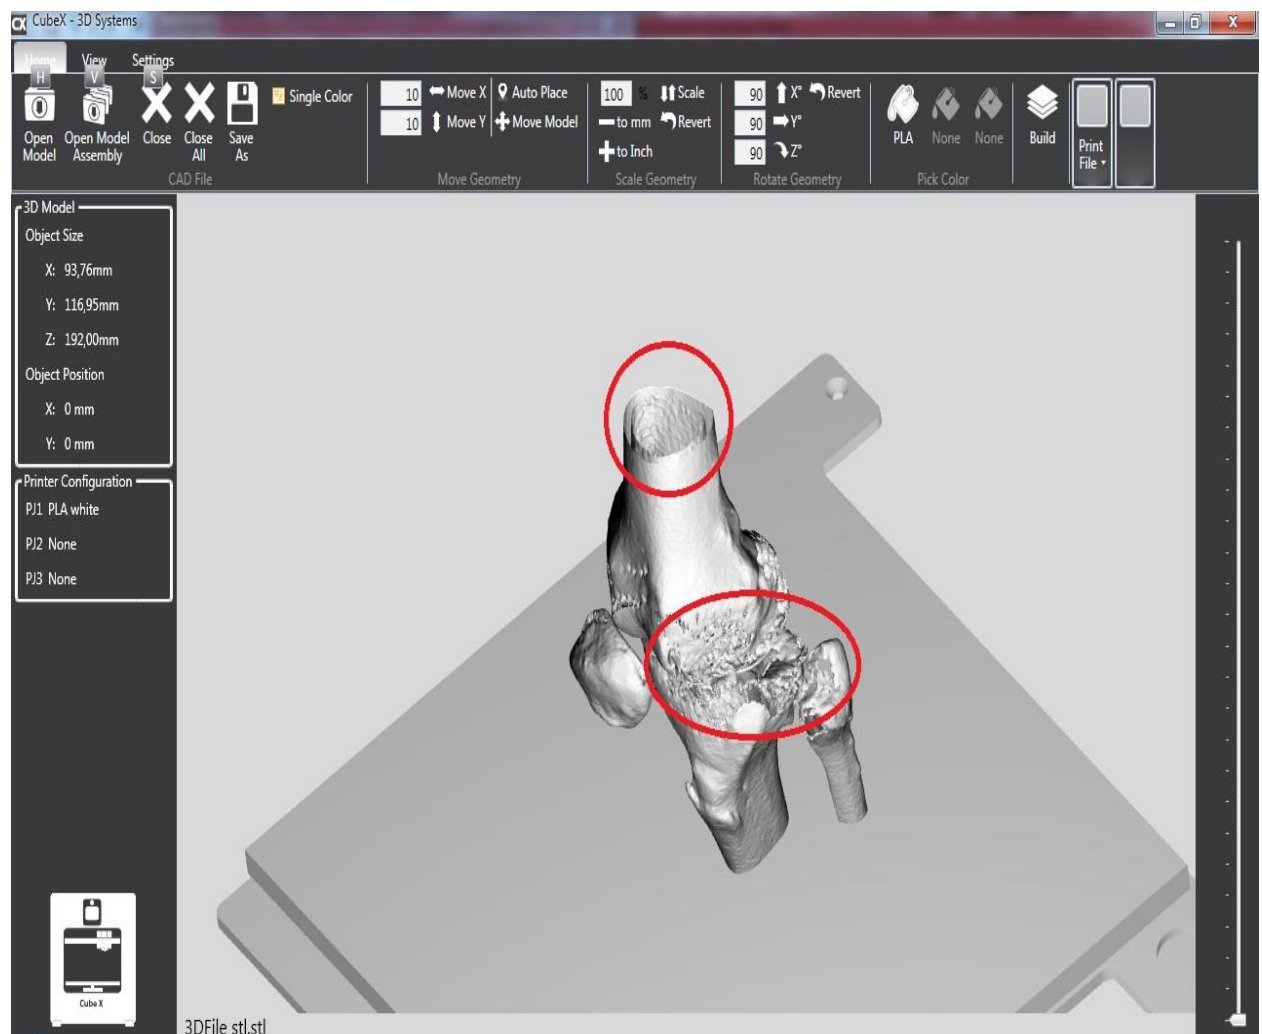 CX CubeX - 3D Systems
Home View Settings
H V S
Open Model
Open Model Assembly
Close
Close All
Save As
Single Color
CAD File
10 Move X
10 Move Y
Auto Place
Move Model
Move Geometry
100 % Scale
to mm Revert
to Inch
Scale Geometry
90 X° Revert
90 Y°
90 Z°
Rotate Geometry
PLA None None
Pick Color
Build
Print File
3D Model
Object Size
X: 93,76mm
Y: 116,95mm
Z: 192,00mm
Object Position
X: 0 mm
Y: 0 mm
Printer Configuration
PJ1 PLA white
PJ2 None
PJ3 None
Cube X
3DFile stl.stl